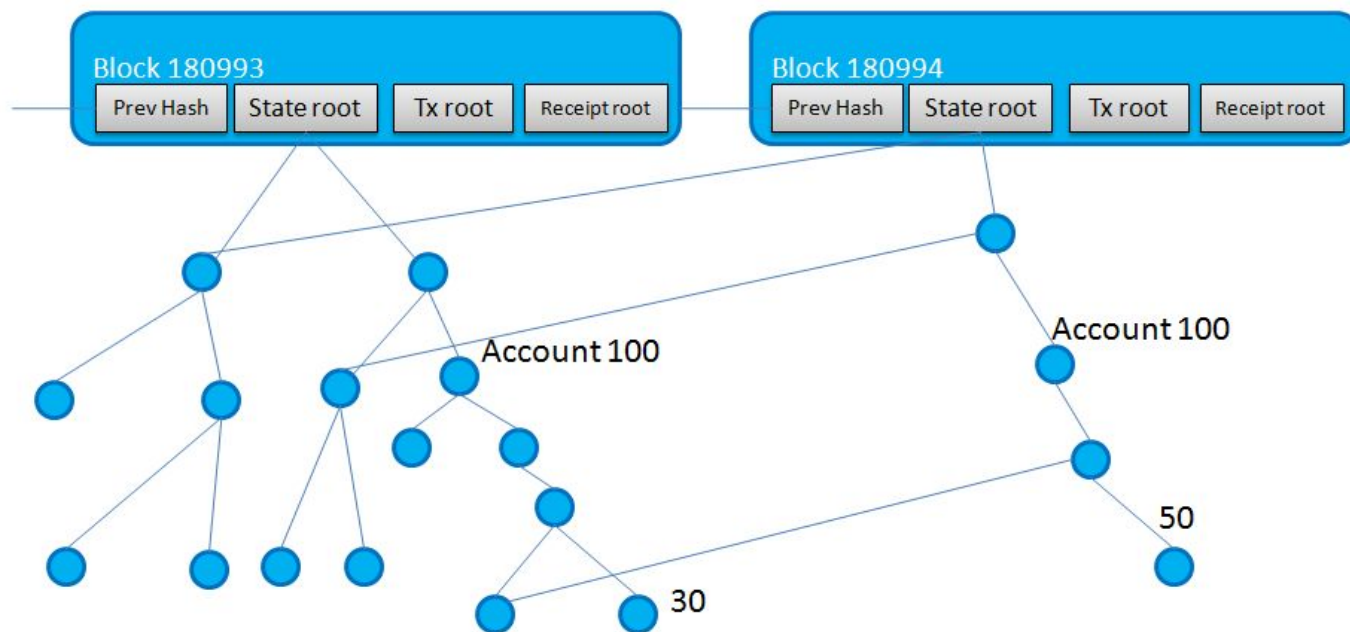 Block 180993
Prev Hash
State root
Tx root
Receipt root
Block 180994
Prev Hash
State root
Tx root
Receipt root
Account 100
30
Account 100
50